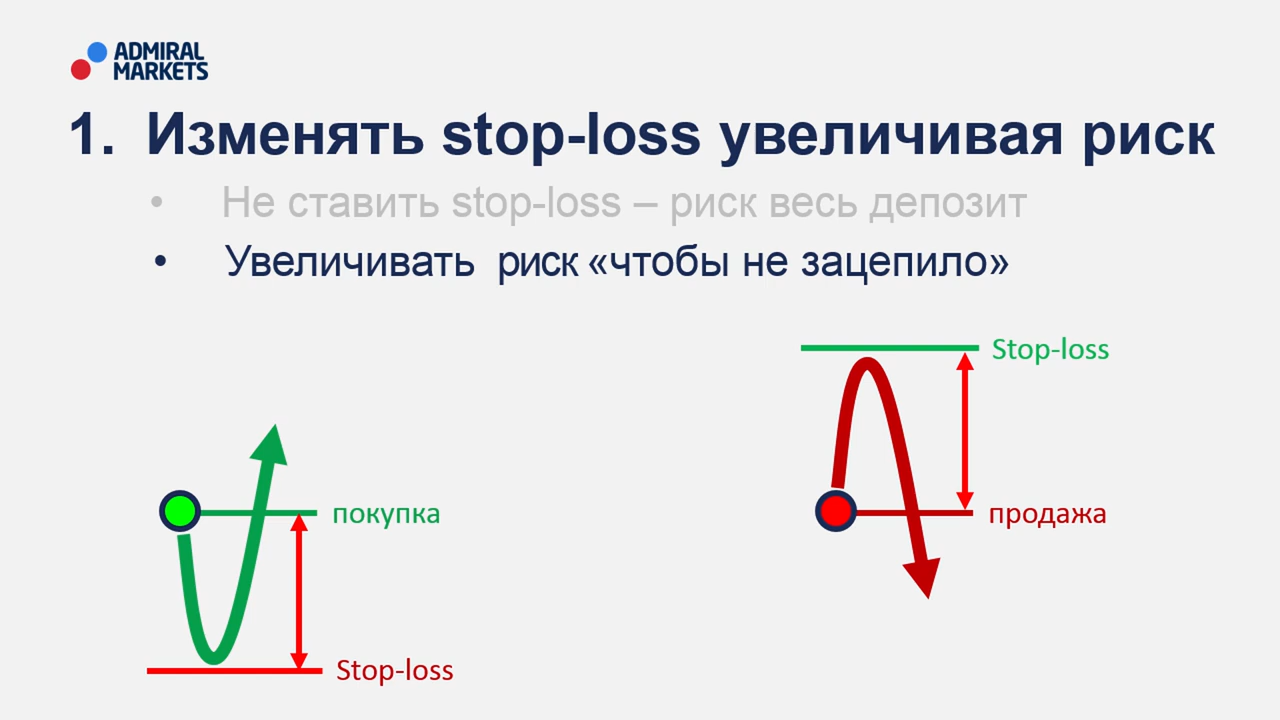 ADMIRAL
MARKETS
1. Изменять stop-loss увеличивая риск
• Не ставить stop-loss – риск весь депозит
• Увеличивать риск «чтобы не зацепило»
Stop-loss
покупка
продажа
Stop-loss